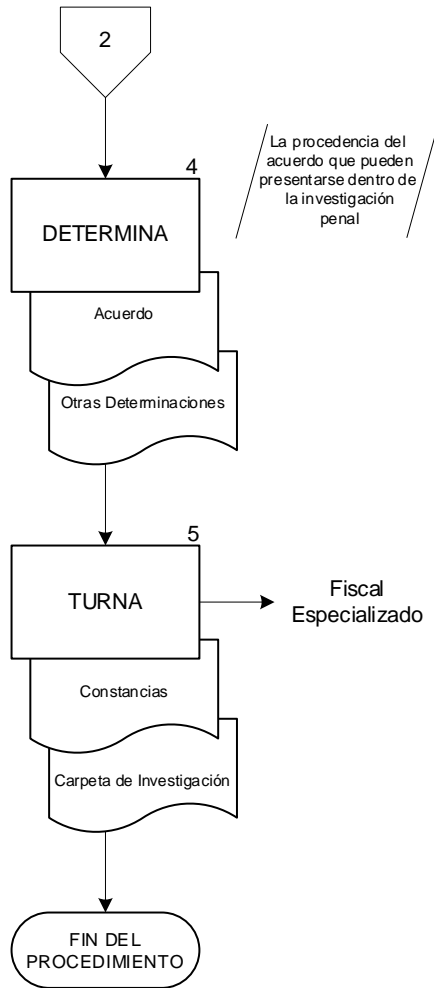 2
4
La procedencia del
acuerdo que pueden
presentarse dentro de
la investigación
penal
DETERMINA
Acuerdo
Otras Determinaciones
5
TURNA
Fiscal
Especializado
Constancias
Carpeta de Investigación
FIN DEL
PROCEDIMIENTO